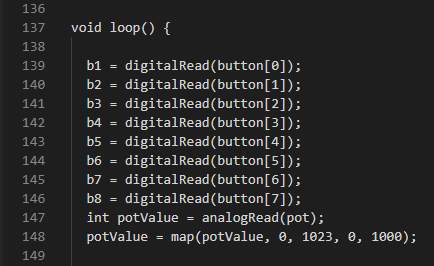 136
137 void loop() {
138
139 b1 = digitalRead(button[0]);
140 b2 = digitalRead(button[1]);
141 b3 = digitalRead(button[2]);
142 b4 = digitalRead(button[3]);
143 b5 = digitalRead(button[4]);
144 b6 = digitalRead(button[5]);
145 b7 = digitalRead(button[6]);
146 b8 = digitalRead(button[7]);
147 int potValue = analogRead(pot);
148 potValue = map(potValue, 0, 1023, 0, 1000);
149